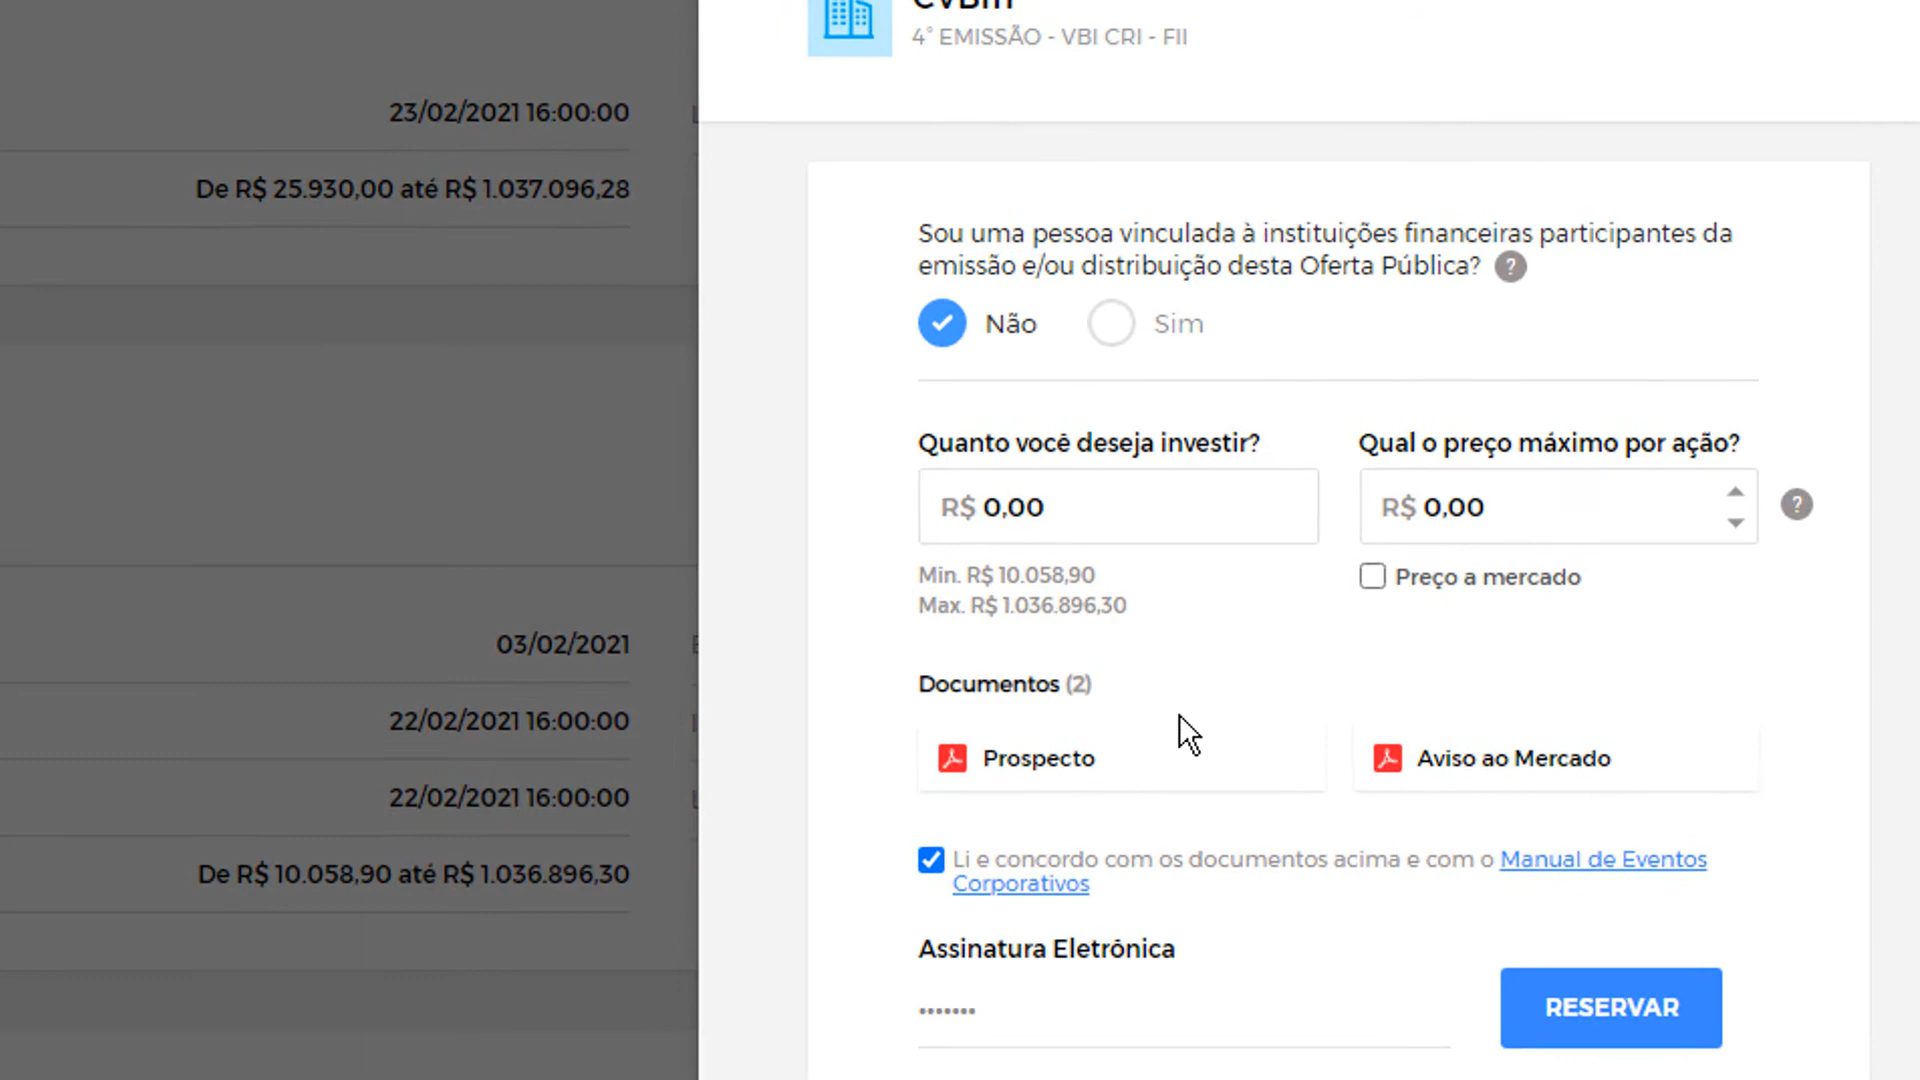 4° EMISSÃO - VBI CRI - FII
23/02/2021 16:00:00
De R$ 25.930,00 até R$ 1.037.096,28
03/02/2021
22/02/2021 16:00:00
22/02/2021 16:00:00
De R$ 10.058,90 até R$ 1.036.896,30
Sou uma pessoa vinculada à instituições financeiras participantes da
emissão e/ou distribuição desta Oferta Pública? ?
Não Sim
Quanto você deseja investir? Qual o preço máximo por ação?
R$ 0,00 R$ 0,00 ?
Min. R$ 10.058,90 Preço a mercado
Max. R$ 1.036.896,30
Documentos (2)
Prospecto Aviso ao Mercado
Li e concordo com os documentos acima e com o Manual de Eventos
Corporativos
Assinatura Eletrônica
•••••••
RESERVAR